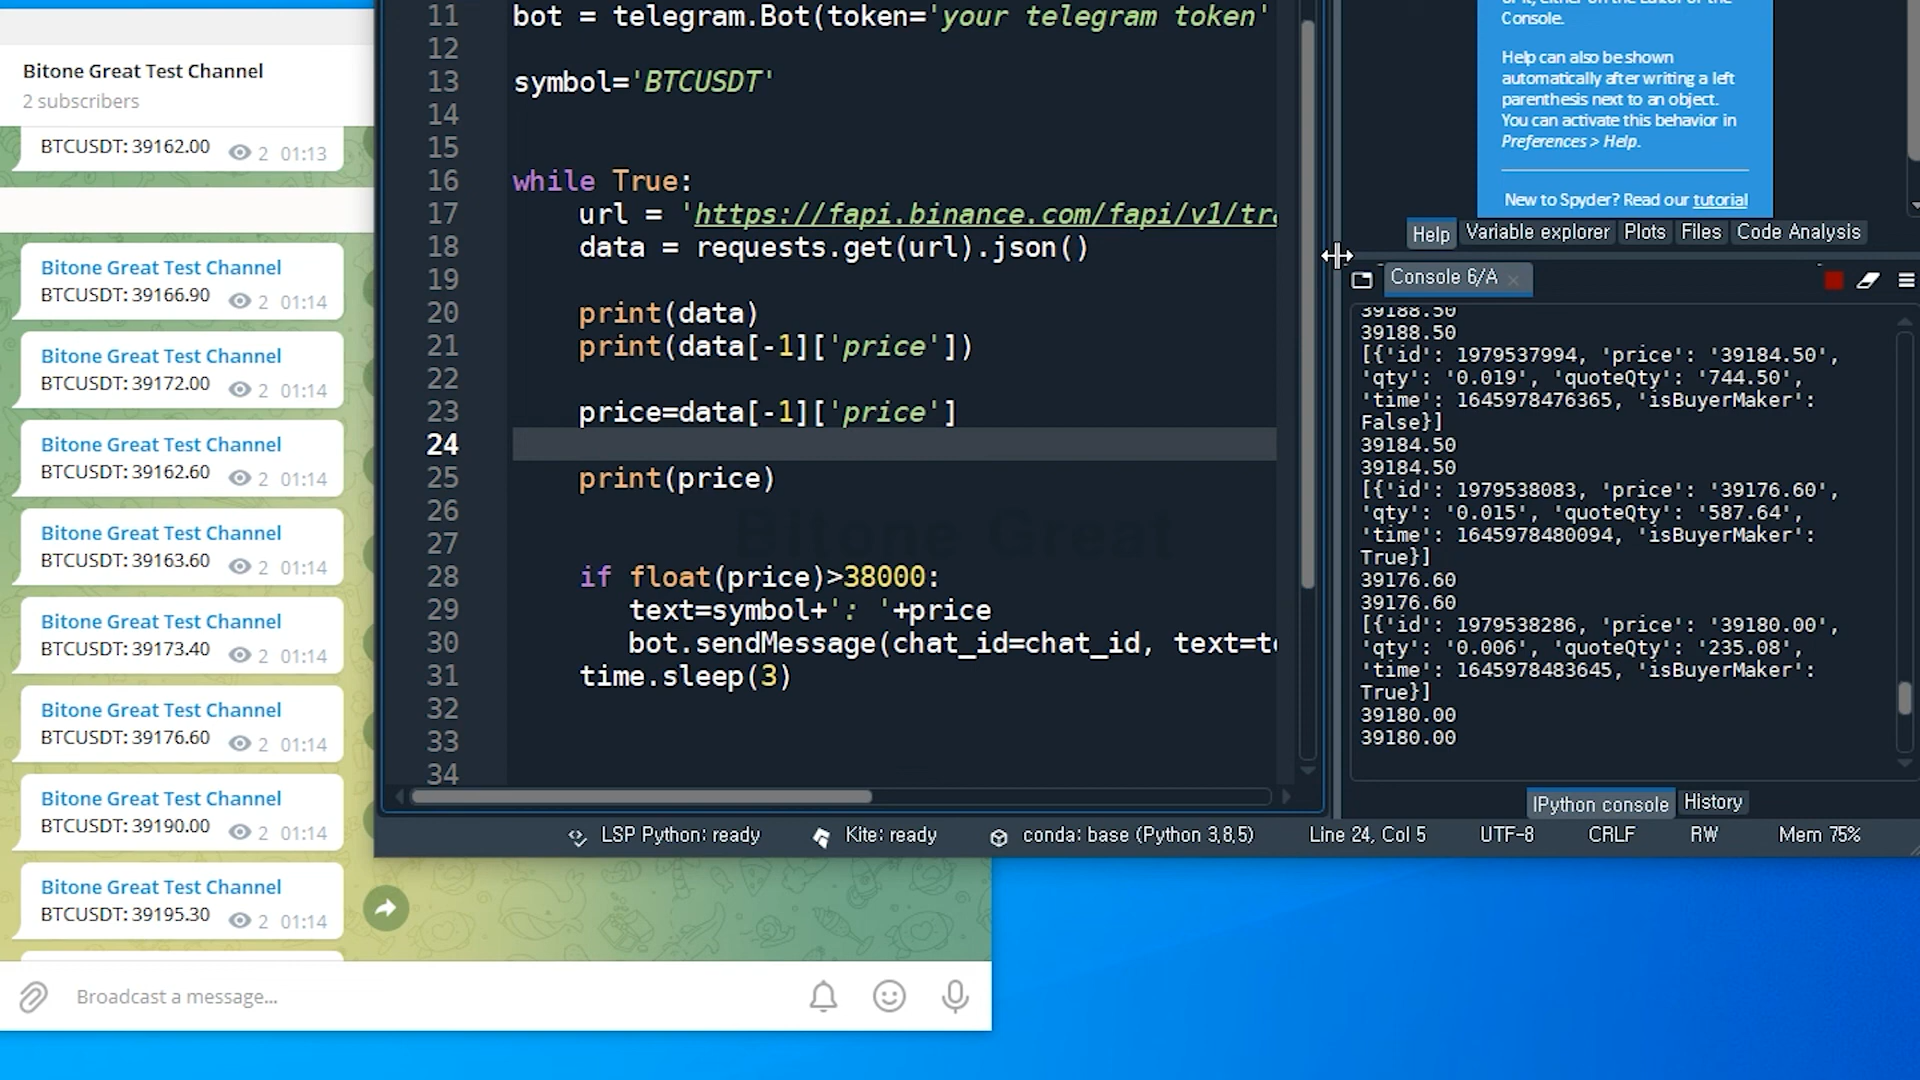 Bitone Great Test Channel
2 subscribers
BTCUSDT: 39162.00 2 01:13
Bitone Great Test Channel
BTCUSDT: 39166.90 2 01:14
Bitone Great Test Channel
BTCUSDT: 39172.00 2 01:14
Bitone Great Test Channel
BTCUSDT: 39162.60 2 01:14
Bitone Great Test Channel
BTCUSDT: 39163.60 2 01:14
Bitone Great Test Channel
BTCUSDT: 39173.40 2 01:14
Bitone Great Test Channel
BTCUSDT: 39176.60 2 01:14
Bitone Great Test Channel
BTCUSDT: 39190.00 2 01:14
Bitone Great Test Channel
BTCUSDT: 39195.30 2 01:14
Broadcast a message...
11 bot = telegram.Bot(token='your telegram token'
12
13 symbol='BTCUSDT'
14
15
16 while True:
17 url = 'https://fapi.binance.com/fapi/v1/tr
18 data = requests.get(url).json()
19
20 print(data)
21 print(data[-1]['price'])
22
23 price=data[-1]['price']
24
25 print(price)
26
Bitone Great
27
28 if float(price)>38000:
29 text=symbol+': '+price
30 bot.sendMessage(chat_id=chat_id, text=t
31 time.sleep(3)
32
33
34
Console.
Help can also be shown
automatically after writing a left
parenthesis next to an object.
You can activate this behavior in
Preferences > Help.
New to Spyder? Read our tutorial
Help Variable explorer Plots Files Code Analysis
Console 6/A
39188.50
39188.50
[{'id': 1979537994, 'price': '39184.50',
'qty': '0.019', 'quoteQty': '744.50',
'time': 1645978476365, 'isBuyerMaker':
False}]
39184.50
39184.50
[{'id': 1979538083, 'price': '39176.60',
'qty': '0.015', 'quoteQty': '587.64',
'time': 1645978480094, 'isBuyerMaker':
True}]
39176.60
39176.60
[{'id': 1979538286, 'price': '39180.00',
'qty': '0.006', 'quoteQty': '235.08',
'time': 1645978483645, 'isBuyerMaker':
True}]
39180.00
39180.00
IPython console History
LSP Python: ready Kite: ready conda: base (Python 3.8.5) Line 24, Col 5 UTF-8 CRLF RW Mem 75%